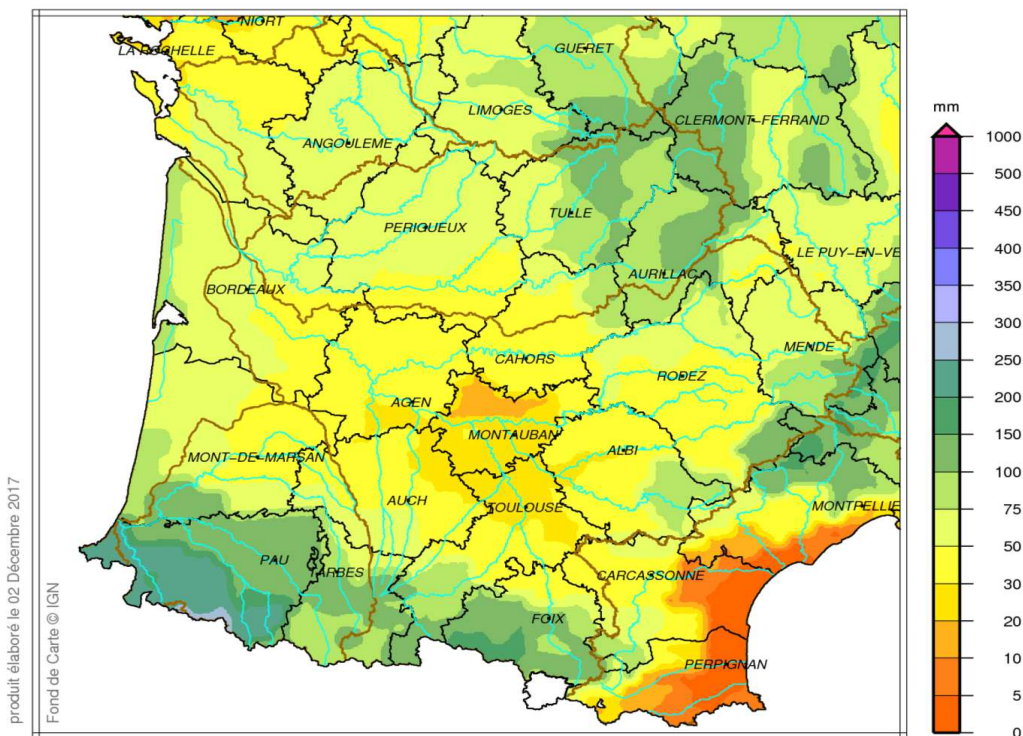 NIORT
LA ROCHELLE
GUERET
LIMOGES
CLERMONT-FERRAND
ANGOULEME
TULLE
PERIGUEUX
LE PUY-EN-VE
AURILLAC
BORDEAUX
MENDE
CAHORS
RODEZ
AGEN
MONTAUBAN
ALBI
MONT-DE-MARSAN
AUCH
TOULOUSE
MONTPELLIE
PAU
TARBES
CARCASSONNE
FOIX
PERPIGNAN
mm
1000
500
450
400
350
300
250
200
150
100
75
50
30
20
10
5
0
produit élaboré le 02 Décembre 2017
Fond de Carte © IGN